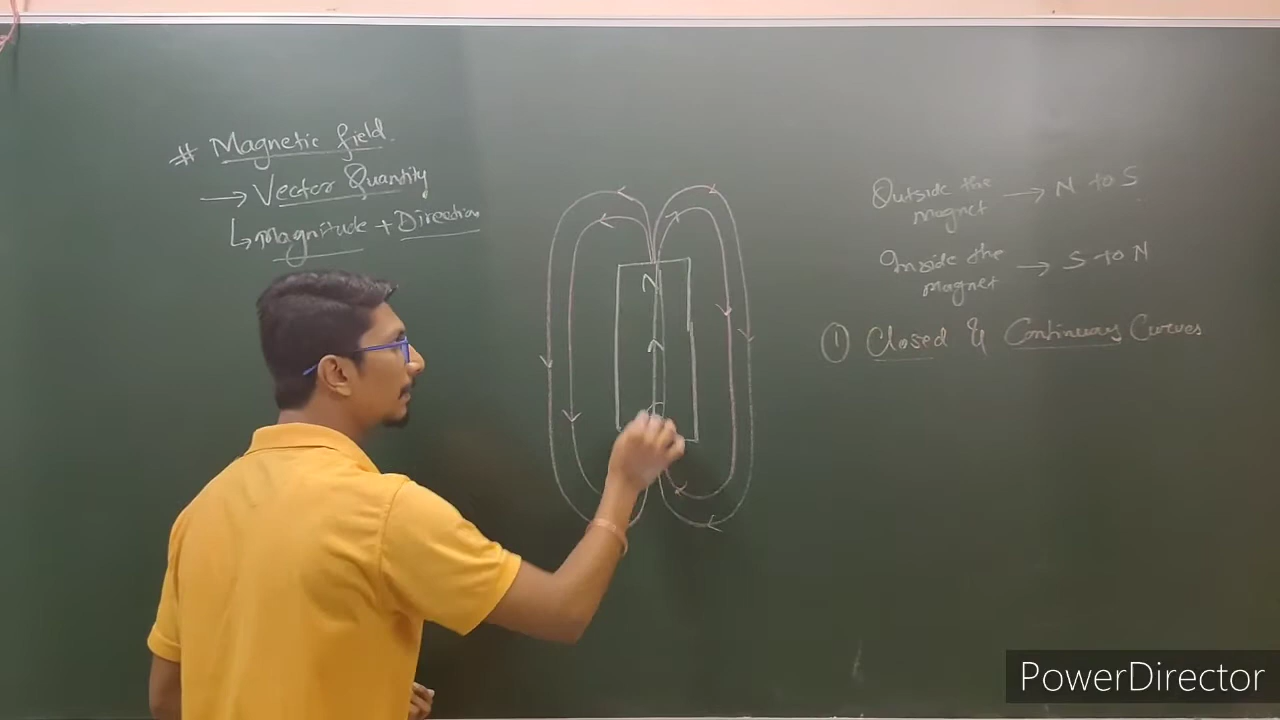 # Magnetic field.
→ Vector Quantity
↳ Magnitude + Direction
N
S
Outside the magnet → N to S
Inside the magnet → S to N
① Closed & Continuous Curves
PowerDirector